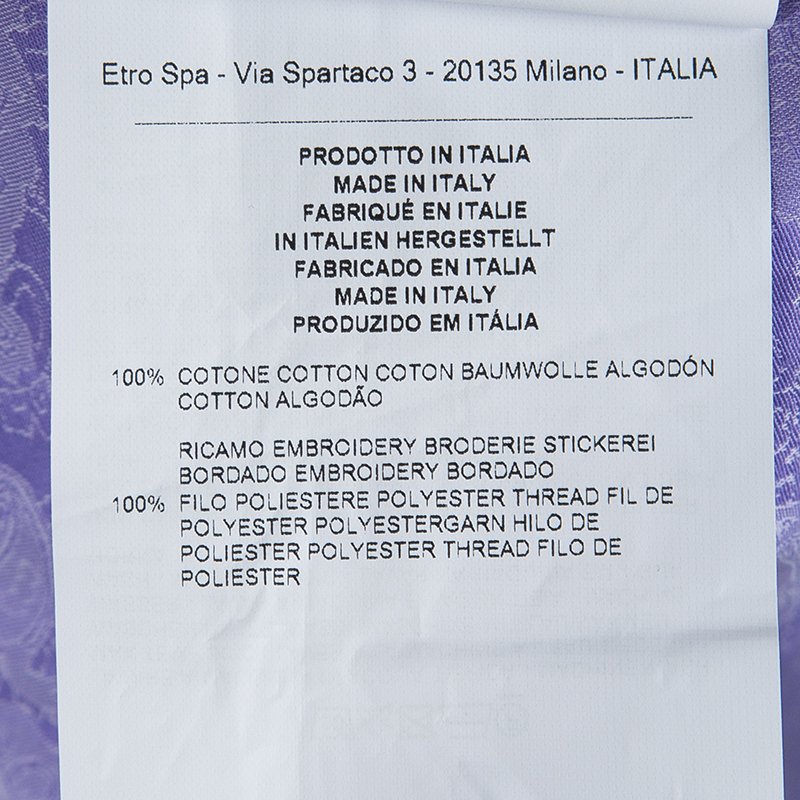 Etro Spa - Via Spartaco 3 - 20135 Milano - ITALIA
PRODOTTO IN ITALIA
MADE IN ITALY
FABRIQUÉ EN ITALIE
IN ITALIEN HERGESTELLT
FABRICADO EN ITALIA
MADE IN ITALY
PRODUZIDO EM ITÁLIA
100% COTONE COTTON COTON BAUMWOLLE ALGODÓN
COTTON ALGODÃO
RICAMO EMBROIDERY BRODERIE STICKEREI
BORDADO EMBROIDERY BORDADO
100% FILO POLIESTERE POLYESTER THREAD FIL DE
POLYESTER POLYESTERGARN HILO DE
POLIESTER POLYESTER THREAD FILO DE
POLIESTER